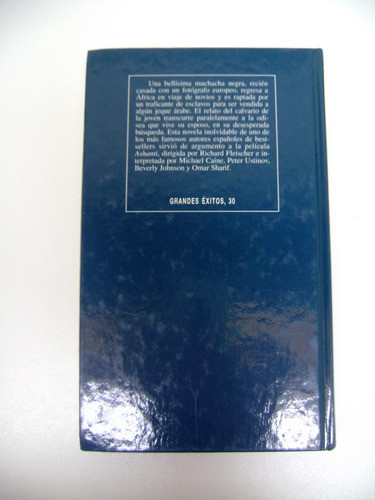 Una bellísima muchacha negra, recién
casada con un fotógrafo europeo, regresa a
África en viaje de novios y es raptada por
un traficante de esclavos para ser vendida a
algún jeque árabe. El relato del calvario de
la joven transcurre paralelamente a la odi-
sea que vive su esposo, en su desesperada
búsqueda. Esta novela inolvidable de uno de
los más famosos autores españoles de best-
sellers sirvió de argumento a la película
Ashanti, dirigida por Richard Fleischer e in-
terpretada por Michael Caine, Peter Ustinov,
Beverly Johnson y Omar Sharif.
GRANDES ÉXITOS, 30